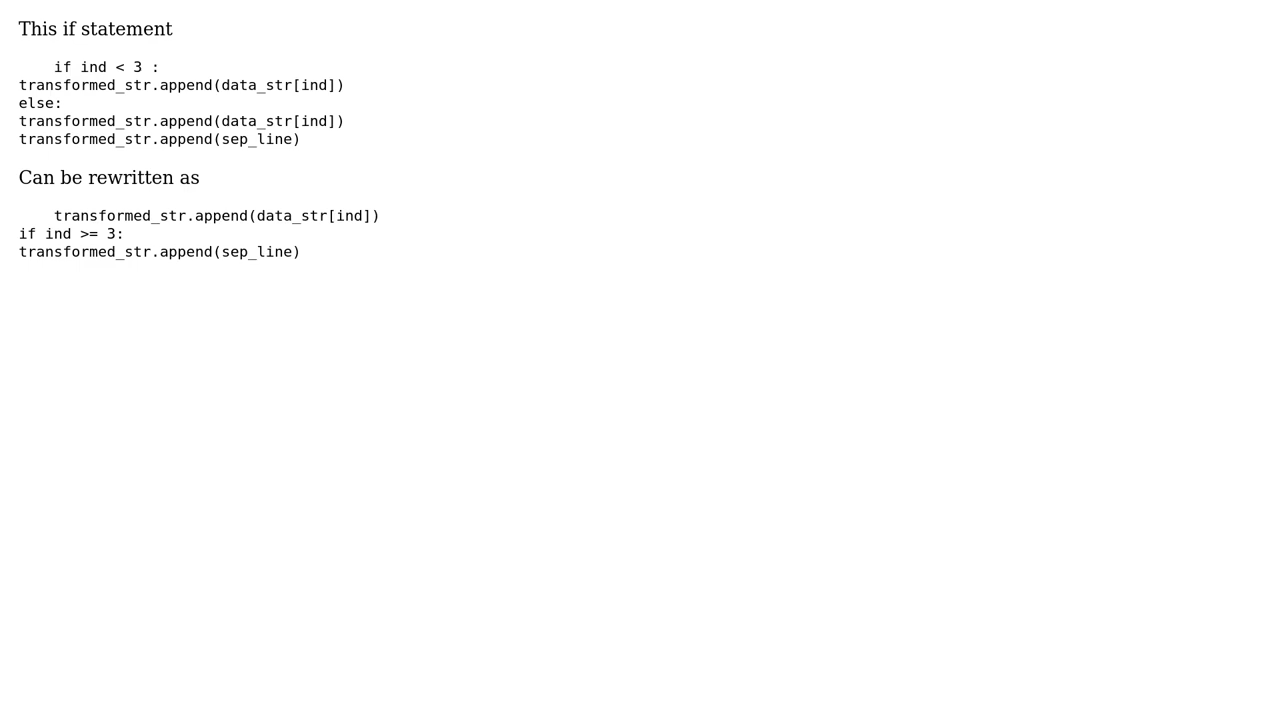 This if statement
    if ind < 3 :
transformed_str.append(data_str[ind])
else:
transformed_str.append(data_str[ind])
transformed_str.append(sep_line)
Can be rewritten as
    transformed_str.append(data_str[ind])
if ind >= 3:
transformed_str.append(sep_line)